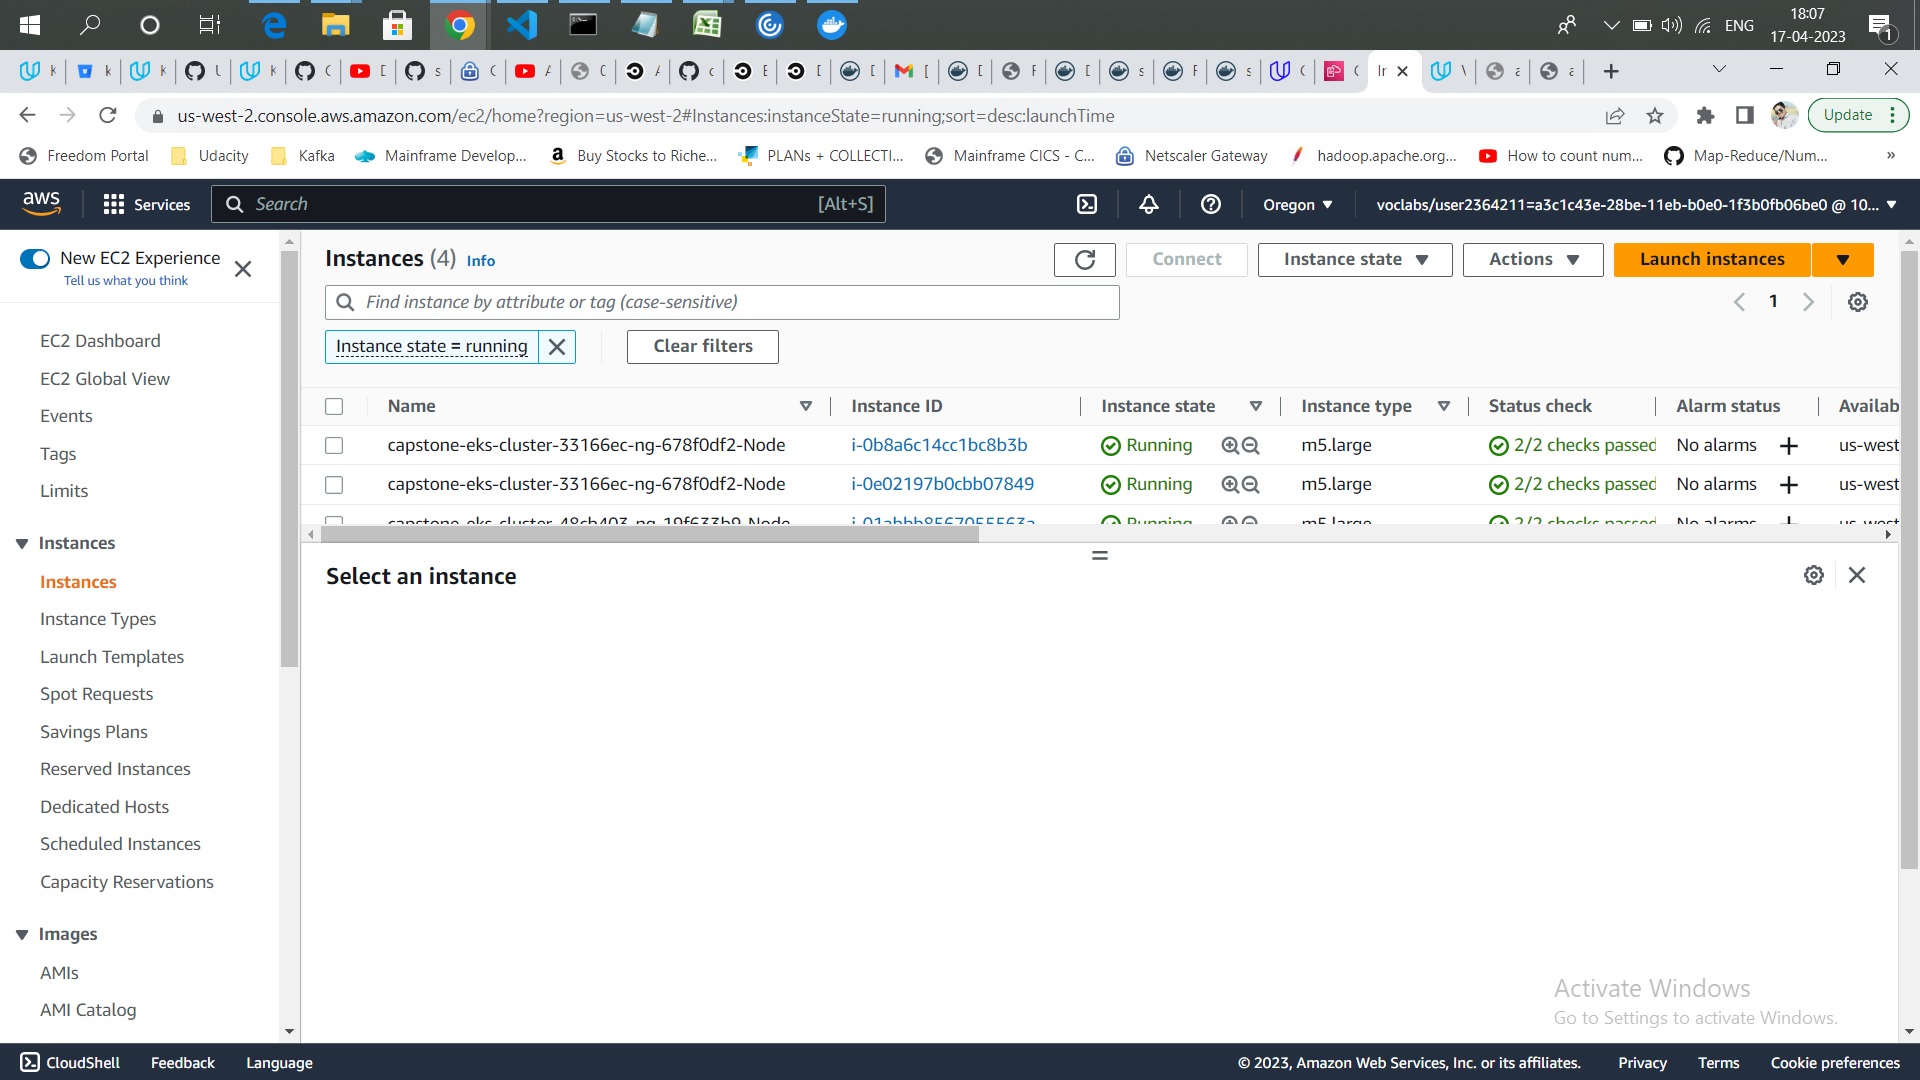 ENG
18:07
17-04-2023
1
us-west-2.console.aws.amazon.com/ec2/home?region=us-west-2#Instances:instanceState=running;sort=desc:launchTime
Update
Freedom Portal
Udacity
Kafka
Mainframe Develop...
Buy Stocks to Riche...
PLANs + COLLECTI...
Mainframe CICS - C...
Netscaler Gateway
hadoop.apache.org...
How to count num...
Map-Reduce/Num...
»
aws
Services
Search
[Alt+S]
Oregon
voclabs/user2364211=a3c1c43e-28be-11eb-b0e0-1f3b0fb06be0 @ 10...
New EC2 Experience
Tell us what you think
EC2 Dashboard
EC2 Global View
Events
Tags
Limits
Instances
Instances
Instance Types
Launch Templates
Spot Requests
Savings Plans
Reserved Instances
Dedicated Hosts
Scheduled Instances
Capacity Reservations
Images
AMIs
AMI Catalog
Instances (4) Info
Connect
Instance state
Actions
Launch instances
Find instance by attribute or tag (case-sensitive)
1
Instance state = running
Clear filters
Name Instance ID Instance state Instance type Status check Alarm status Availab
capstone-eks-cluster-33166ec-ng-678f0df2-Node i-0b8a6c14cc1bc8b3b Running m5.large 2/2 checks passed No alarms + us-west
capstone-eks-cluster-33166ec-ng-678f0df2-Node i-0e02197b0cbb07849 Running m5.large 2/2 checks passed No alarms + us-west
capstone-eks-cluster-48cb403-ng-19f633b9-Node i-01abbb8567055563a Running m5.large 2/2 checks passed No alarms + us-west
Select an instance
Activate Windows
Go to Settings to activate Windows.
CloudShell
Feedback
Language
© 2023, Amazon Web Services, Inc. or its affiliates.
Privacy
Terms
Cookie preferences